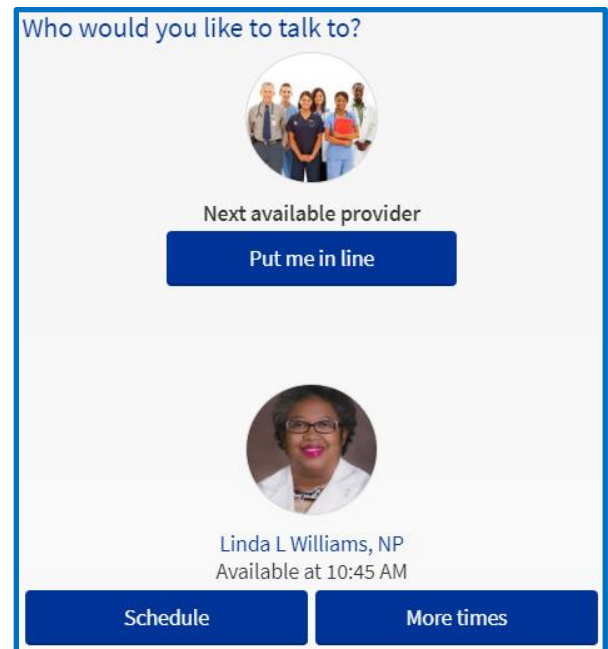 Who would you like to talk to?
Next available provider
Put me in line
Linda L Williams, NP
Available at 10:45 AM
Schedule
More times